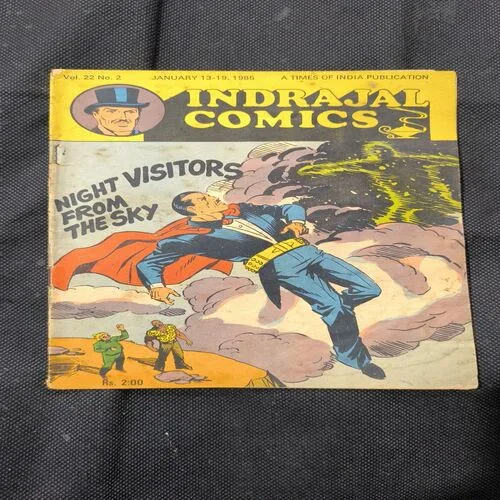 Vol. 22 No. 2 JANUARY 13-19, 1985 A TIMES OF INDIA PUBLICATION
INDRAJAL
COMICS
NIGHT VISITORS
FROM
THE SKY
Rs. 2:00